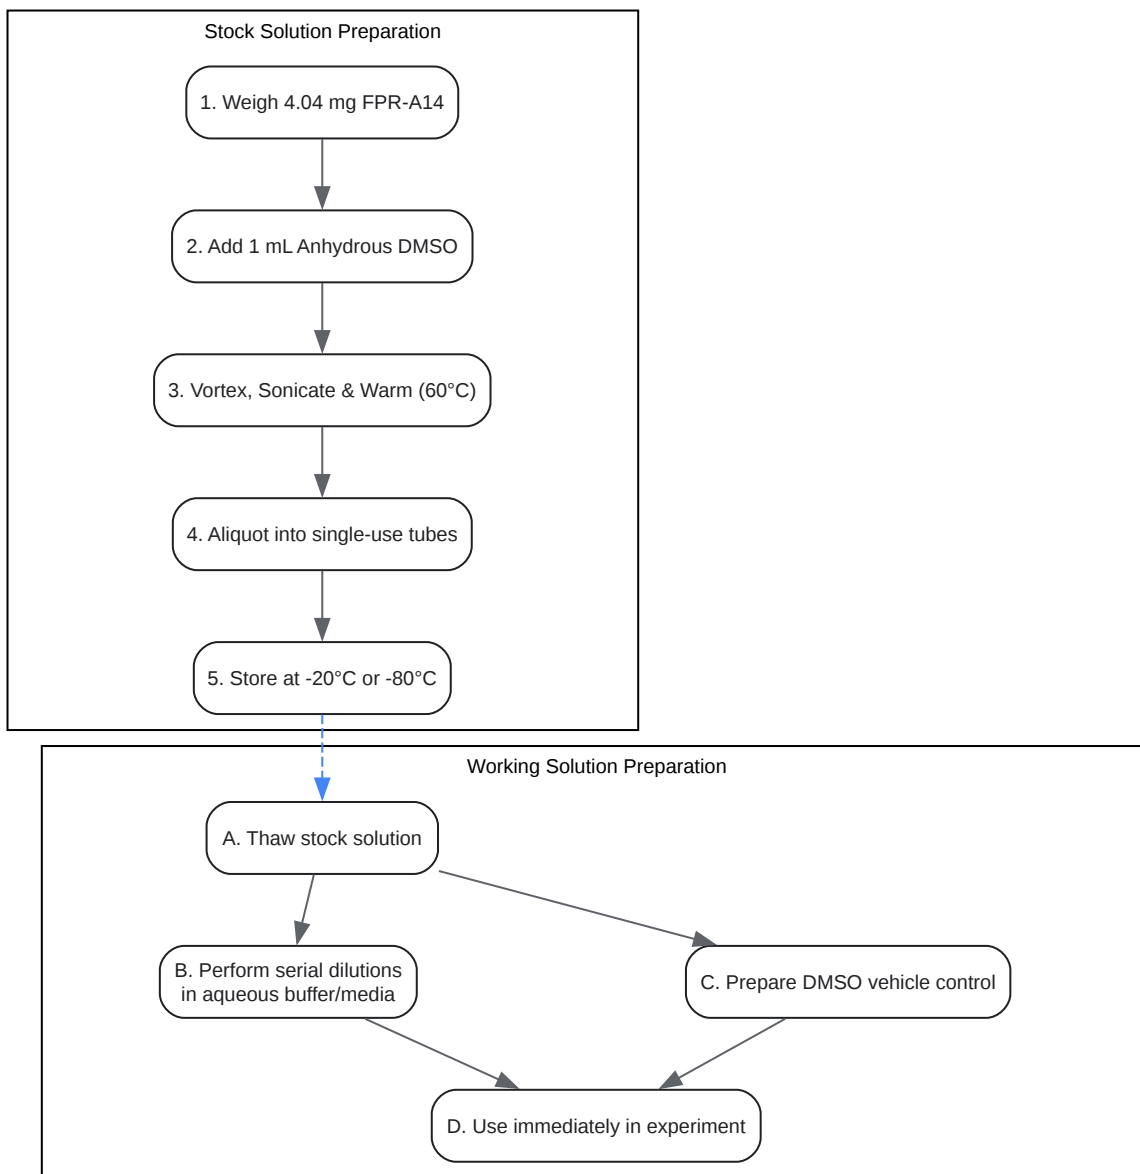 Stock Solution Preparation
1. Weigh 4.04 mg FPR-A14
2. Add 1 mL Anhydrous DMSO
3. Vortex, Sonicate & Warm (60°C)
4. Aliquot into single-use tubes
5. Store at -20°C or -80°C
Working Solution Preparation
A. Thaw stock solution
B. Perform serial dilutions
in aqueous buffer/media
C. Prepare DMSO vehicle control
D. Use immediately in experiment